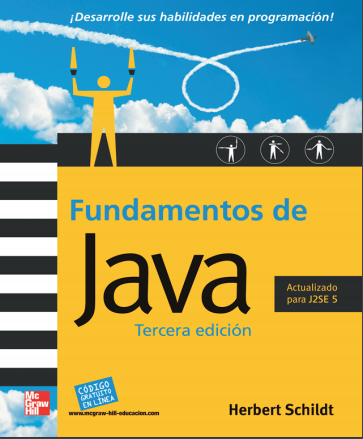 ¡Desarrolle sus habilidades en programación!
Fundamentos de
Java
Actualizado
para J2SE 5
Tercera edición
CÓDIGO
GRATUITO
EN LÍNEA
www.mcgraw-hill-educacion.com
Mc
Graw
Hill
Herbert Schildt